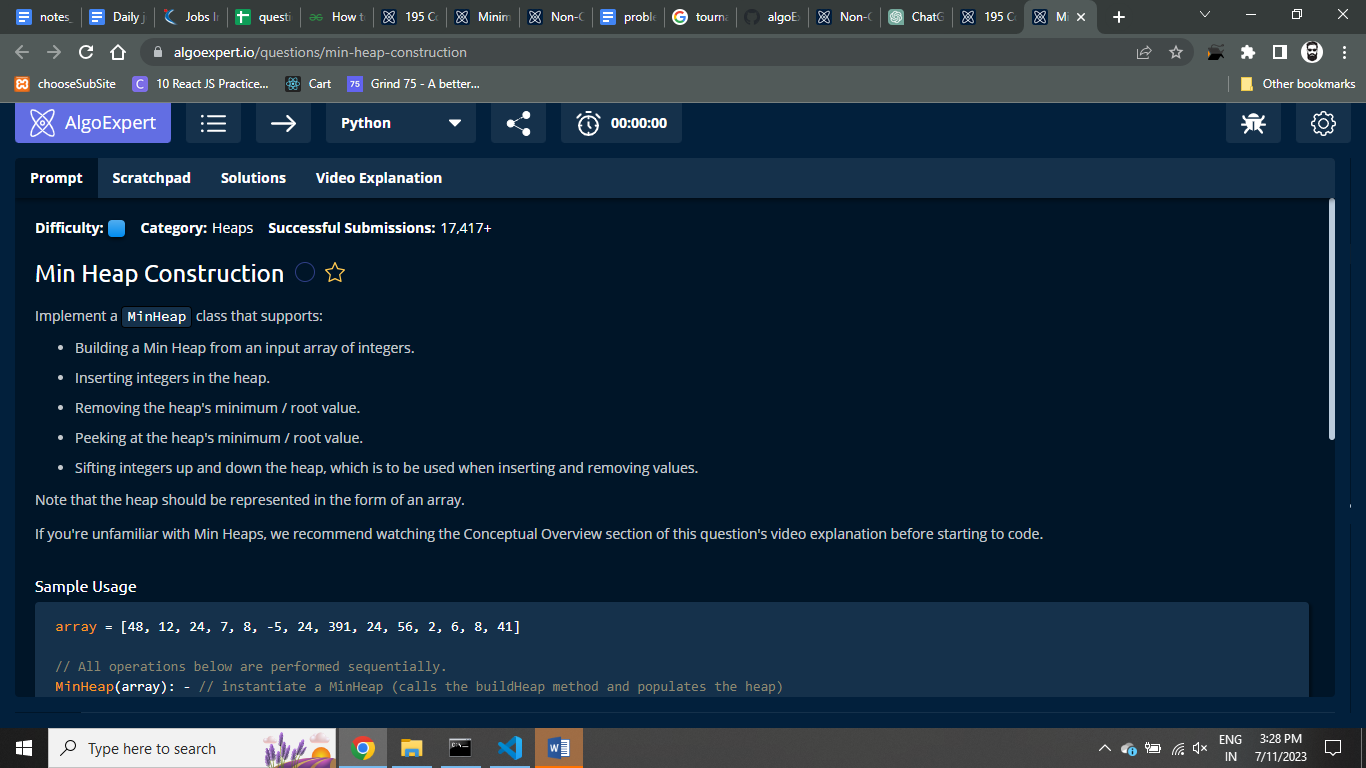 notes_
Daily j
Jobs In
questi
How t
195 Co
Minim
Non-C
proble
tourn
algoEx
Non-C
ChatG
195 Co
Mi
algoexpert.io/questions/min-heap-construction
chooseSubSite
10 React JS Practice...
Cart
75
Grind 75 - A better...
Other bookmarks
AlgoExpert
Python
00:00:00
Prompt
Scratchpad
Solutions
Video Explanation
Difficulty:
Category: Heaps
Successful Submissions: 17,417+
Min Heap Construction
Implement a MinHeap class that supports:
• Building a Min Heap from an input array of integers.
• Inserting integers in the heap.
• Removing the heap's minimum / root value.
• Peeking at the heap's minimum / root value.
• Sifting integers up and down the heap, which is to be used when inserting and removing values.
Note that the heap should be represented in the form of an array.
If you're unfamiliar with Min Heaps, we recommend watching the Conceptual Overview section of this question's video explanation before starting to code.
Sample Usage
array = [48, 12, 24, 7, 8, -5, 24, 391, 24, 56, 2, 6, 8, 41]
// All operations below are performed sequentially.
MinHeap(array): - // instantiate a MinHeap (calls the buildHeap method and populates the heap)
Type here to search
ENG
IN
3:28 PM
7/11/2023